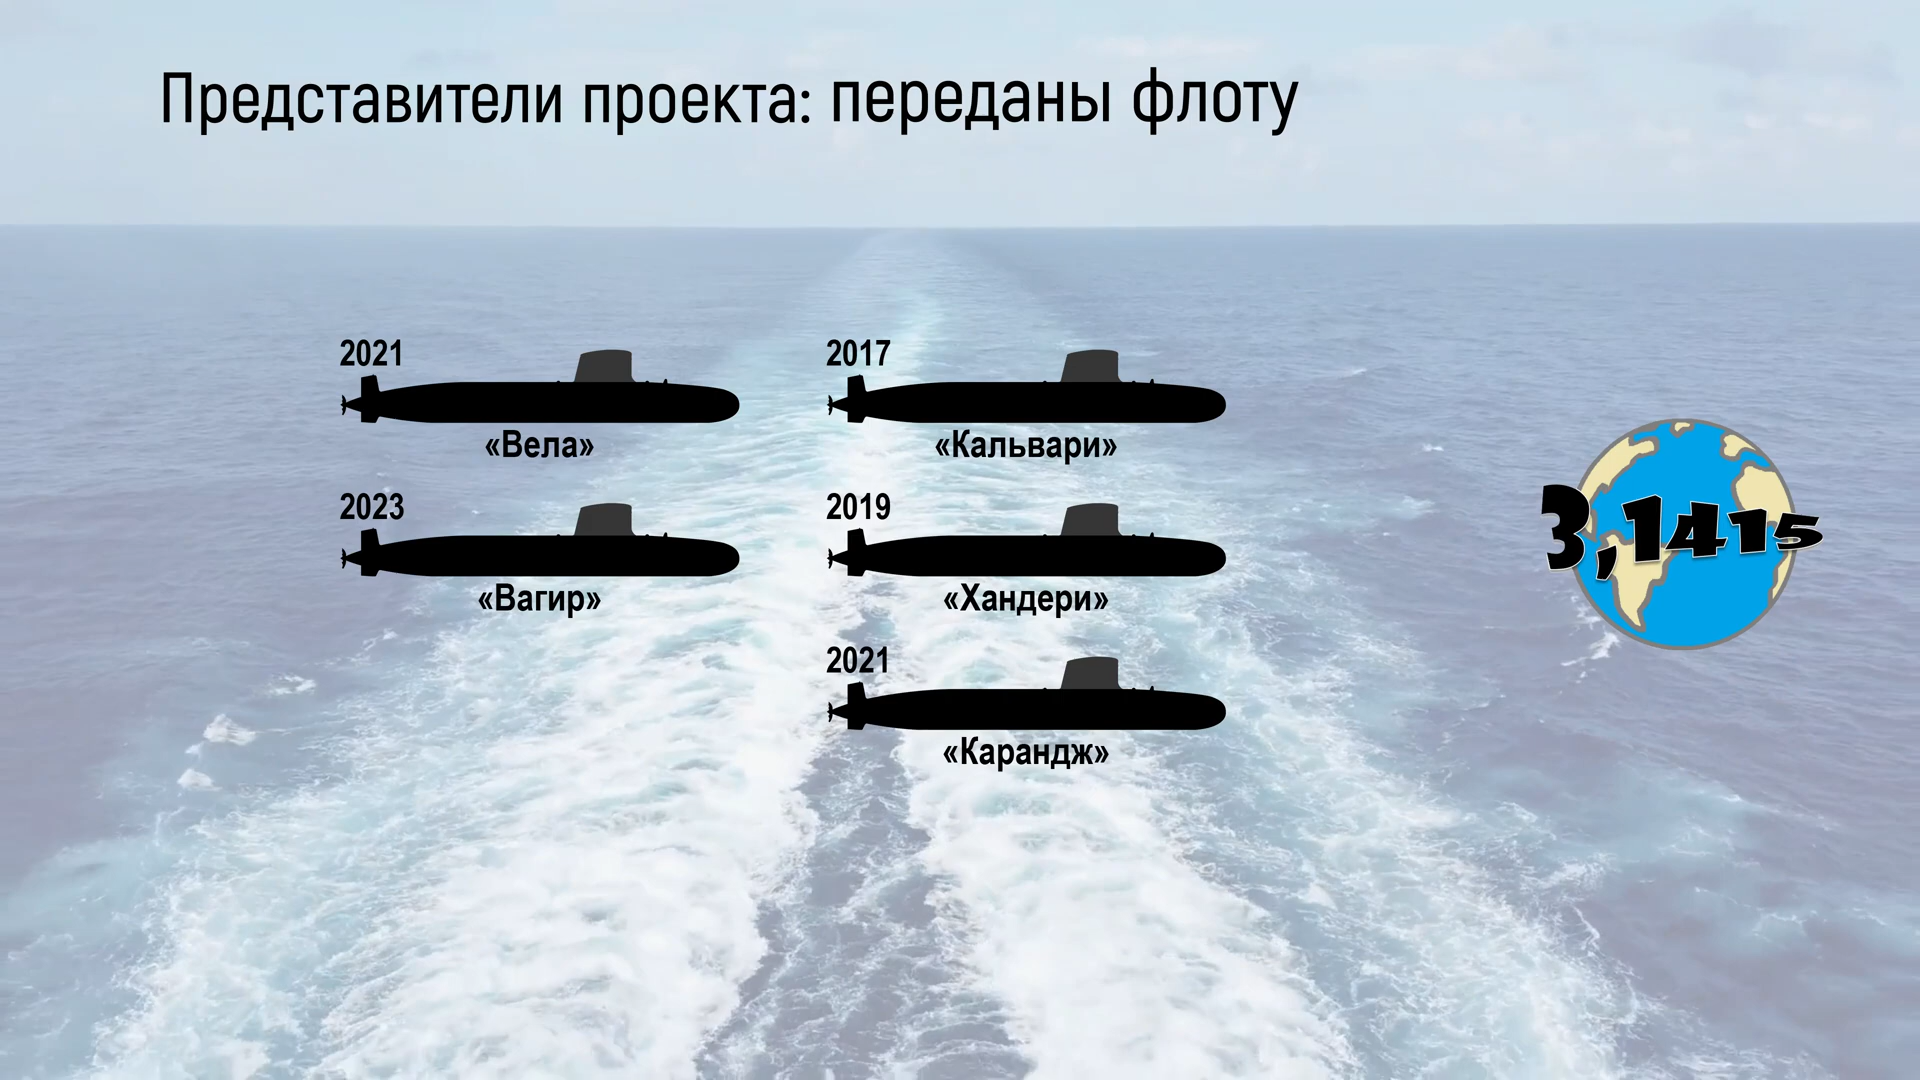 Представители проекта: переданы флоту
2021
«Вела»
2023
«Вагир»
2017
«Кальвари»
2019
«Хандери»
2021
«Карандж»
3,1415